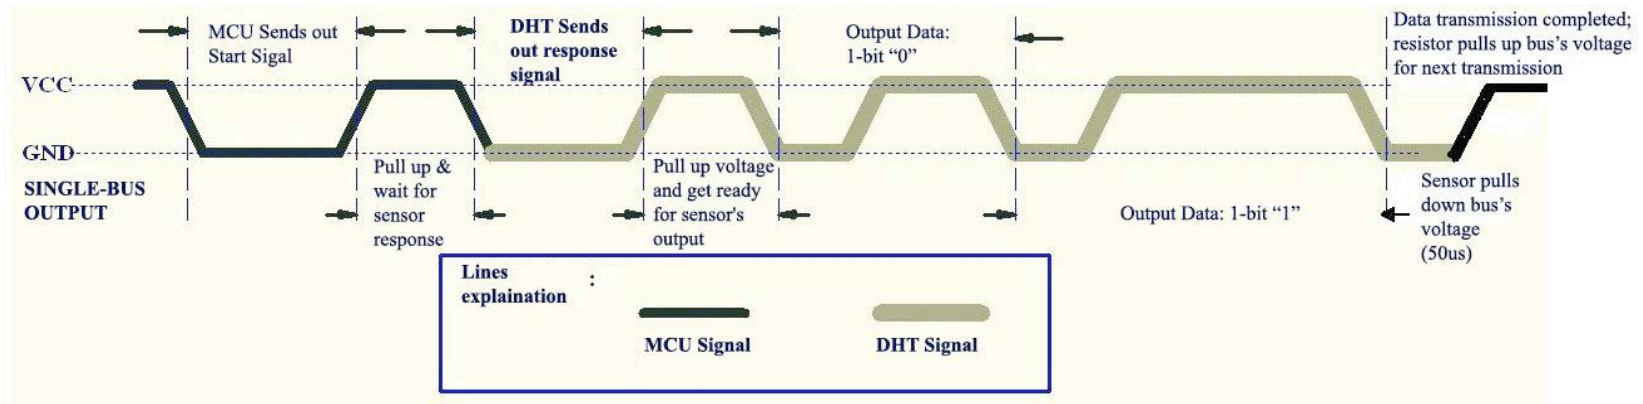 MCU Sends out
Start Sigal
DHT Sends
out response
signal
Output Data:
1-bit “0”
Data transmission completed;
resistor pulls up bus’s voltage
for next transmission
VCC
GND
SINGLE-BUS
OUTPUT
Pull up &
wait for
sensor
response
Pull up voltage
and get ready
for sensor's
output
Output Data: 1-bit “1”
Sensor pulls
down bus’s
voltage
(50us)
Lines
explaination :
MCU Signal
DHT Signal